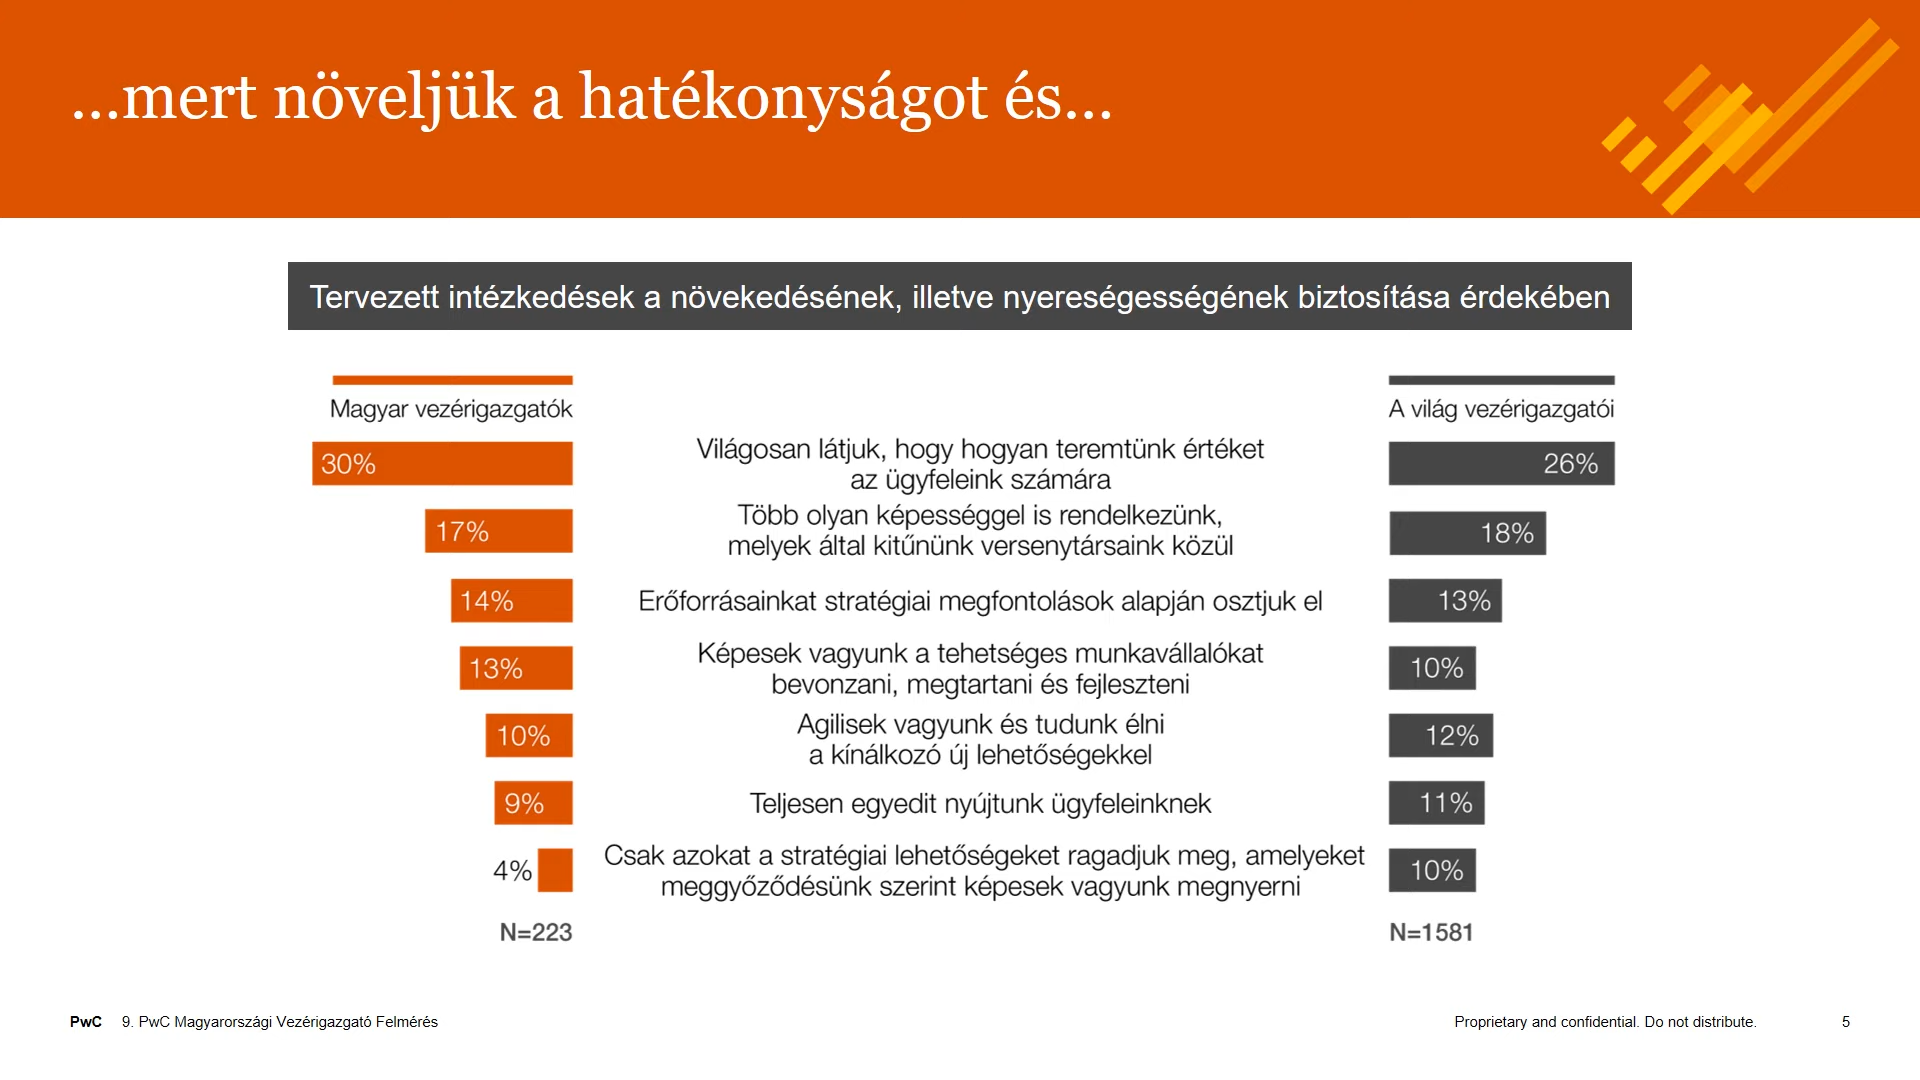 ...mert növeljük a hatékonyságot és...
Tervezett intézkedések a növekedésének, illetve nyereségességének biztosítása érdekében
Magyar vezérigazgatók
A világ vezérigazgatói
30%
Világosan látjuk, hogy hogyan teremtünk értéket
az ügyfeleink számára
26%
17%
Több olyan képességgel is rendelkezünk,
melyek által kitűnünk versenytársaink közül
18%
14%
Erőforrásainkat stratégiai megfontolások alapján osztjuk el
13%
13%
Képesek vagyunk a tehetséges munkavállalókat
bevonzani, megtartani és fejleszteni
10%
10%
Agilisek vagyunk és tudunk élni
a kínálkozó új lehetőségekkel
12%
9%
Teljesen egyedit nyújtunk ügyfeleinknek
11%
4%
Csak azokat a stratégiai lehetőségeket ragadjuk meg, amelyeket
meggyőződésünk szerint képesek vagyunk megnyerni
10%
N=223
N=1581
PwC 9. PwC Magyarországi Vezérigazgató Felmérés
Proprietary and confidential. Do not distribute.
5